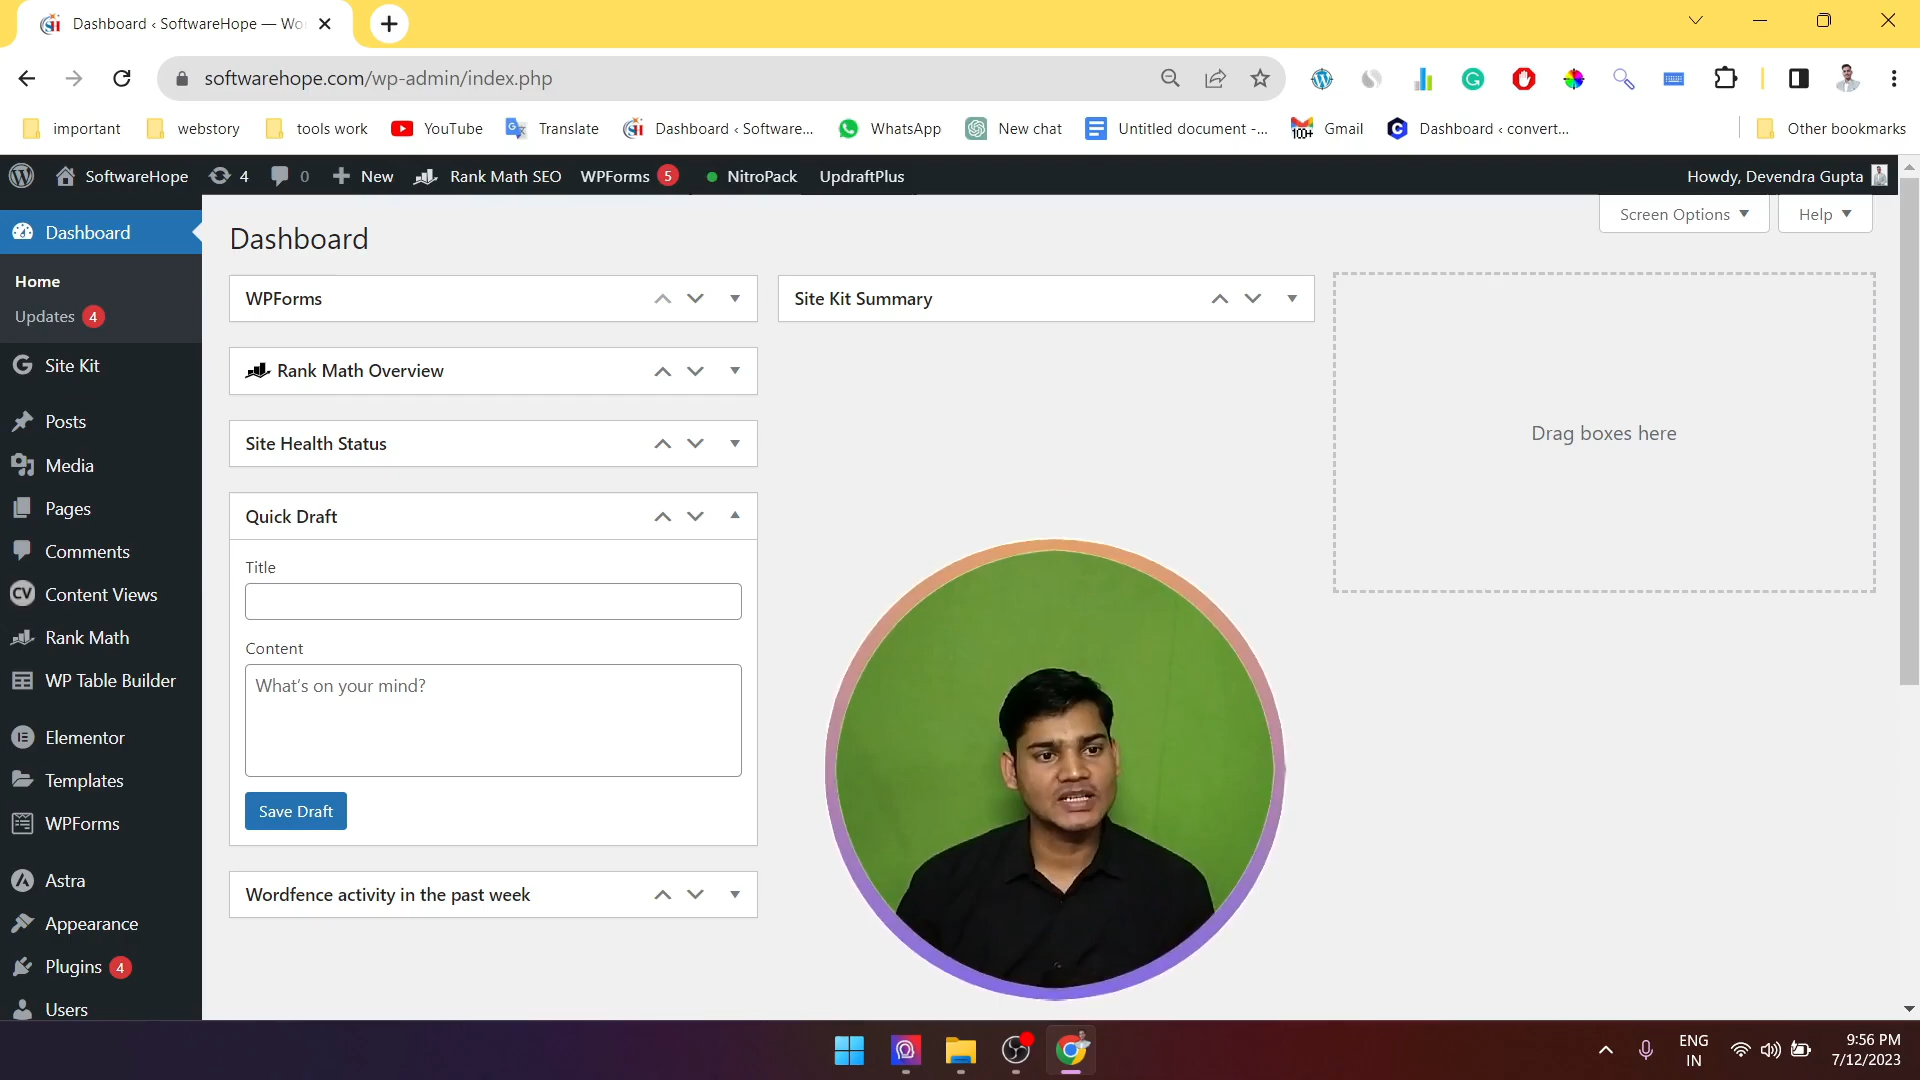 Dashboard ‹ SoftwareHope — Wo
softwarehope.com/wp-admin/index.php
important
webstory
tools work
YouTube
Translate
Dashboard ‹ Software...
WhatsApp
New chat
Untitled document -...
100+
Gmail
Dashboard ‹ convert...
Other bookmarks
SoftwareHope
4
0
New
Rank Math SEO
WPForms 5
NitroPack
UpdraftPlus
Howdy, Devendra Gupta
Screen Options
Help
Dashboard
Home
Updates 4
Site Kit
Posts
Media
Pages
Comments
CV Content Views
Rank Math
WP Table Builder
Elementor
Templates
WPForms
Astra
Appearance
Plugins 4
Users
Dashboard
WPForms
Rank Math Overview
Site Health Status
Quick Draft
Title
Content
What's on your mind?
Save Draft
Wordfence activity in the past week
Site Kit Summary
Drag boxes here
ENG
IN
9:56 PM
7/12/2023